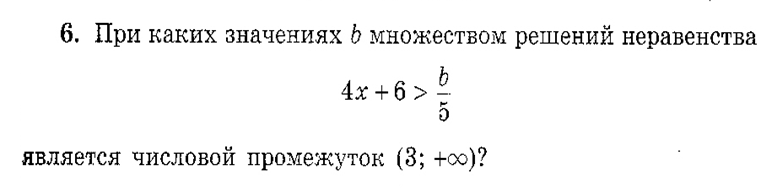 6. При каких значениях b множеством решений неравенства
4x + 6 > b/5
является числовой промежуток (3; +∞)?